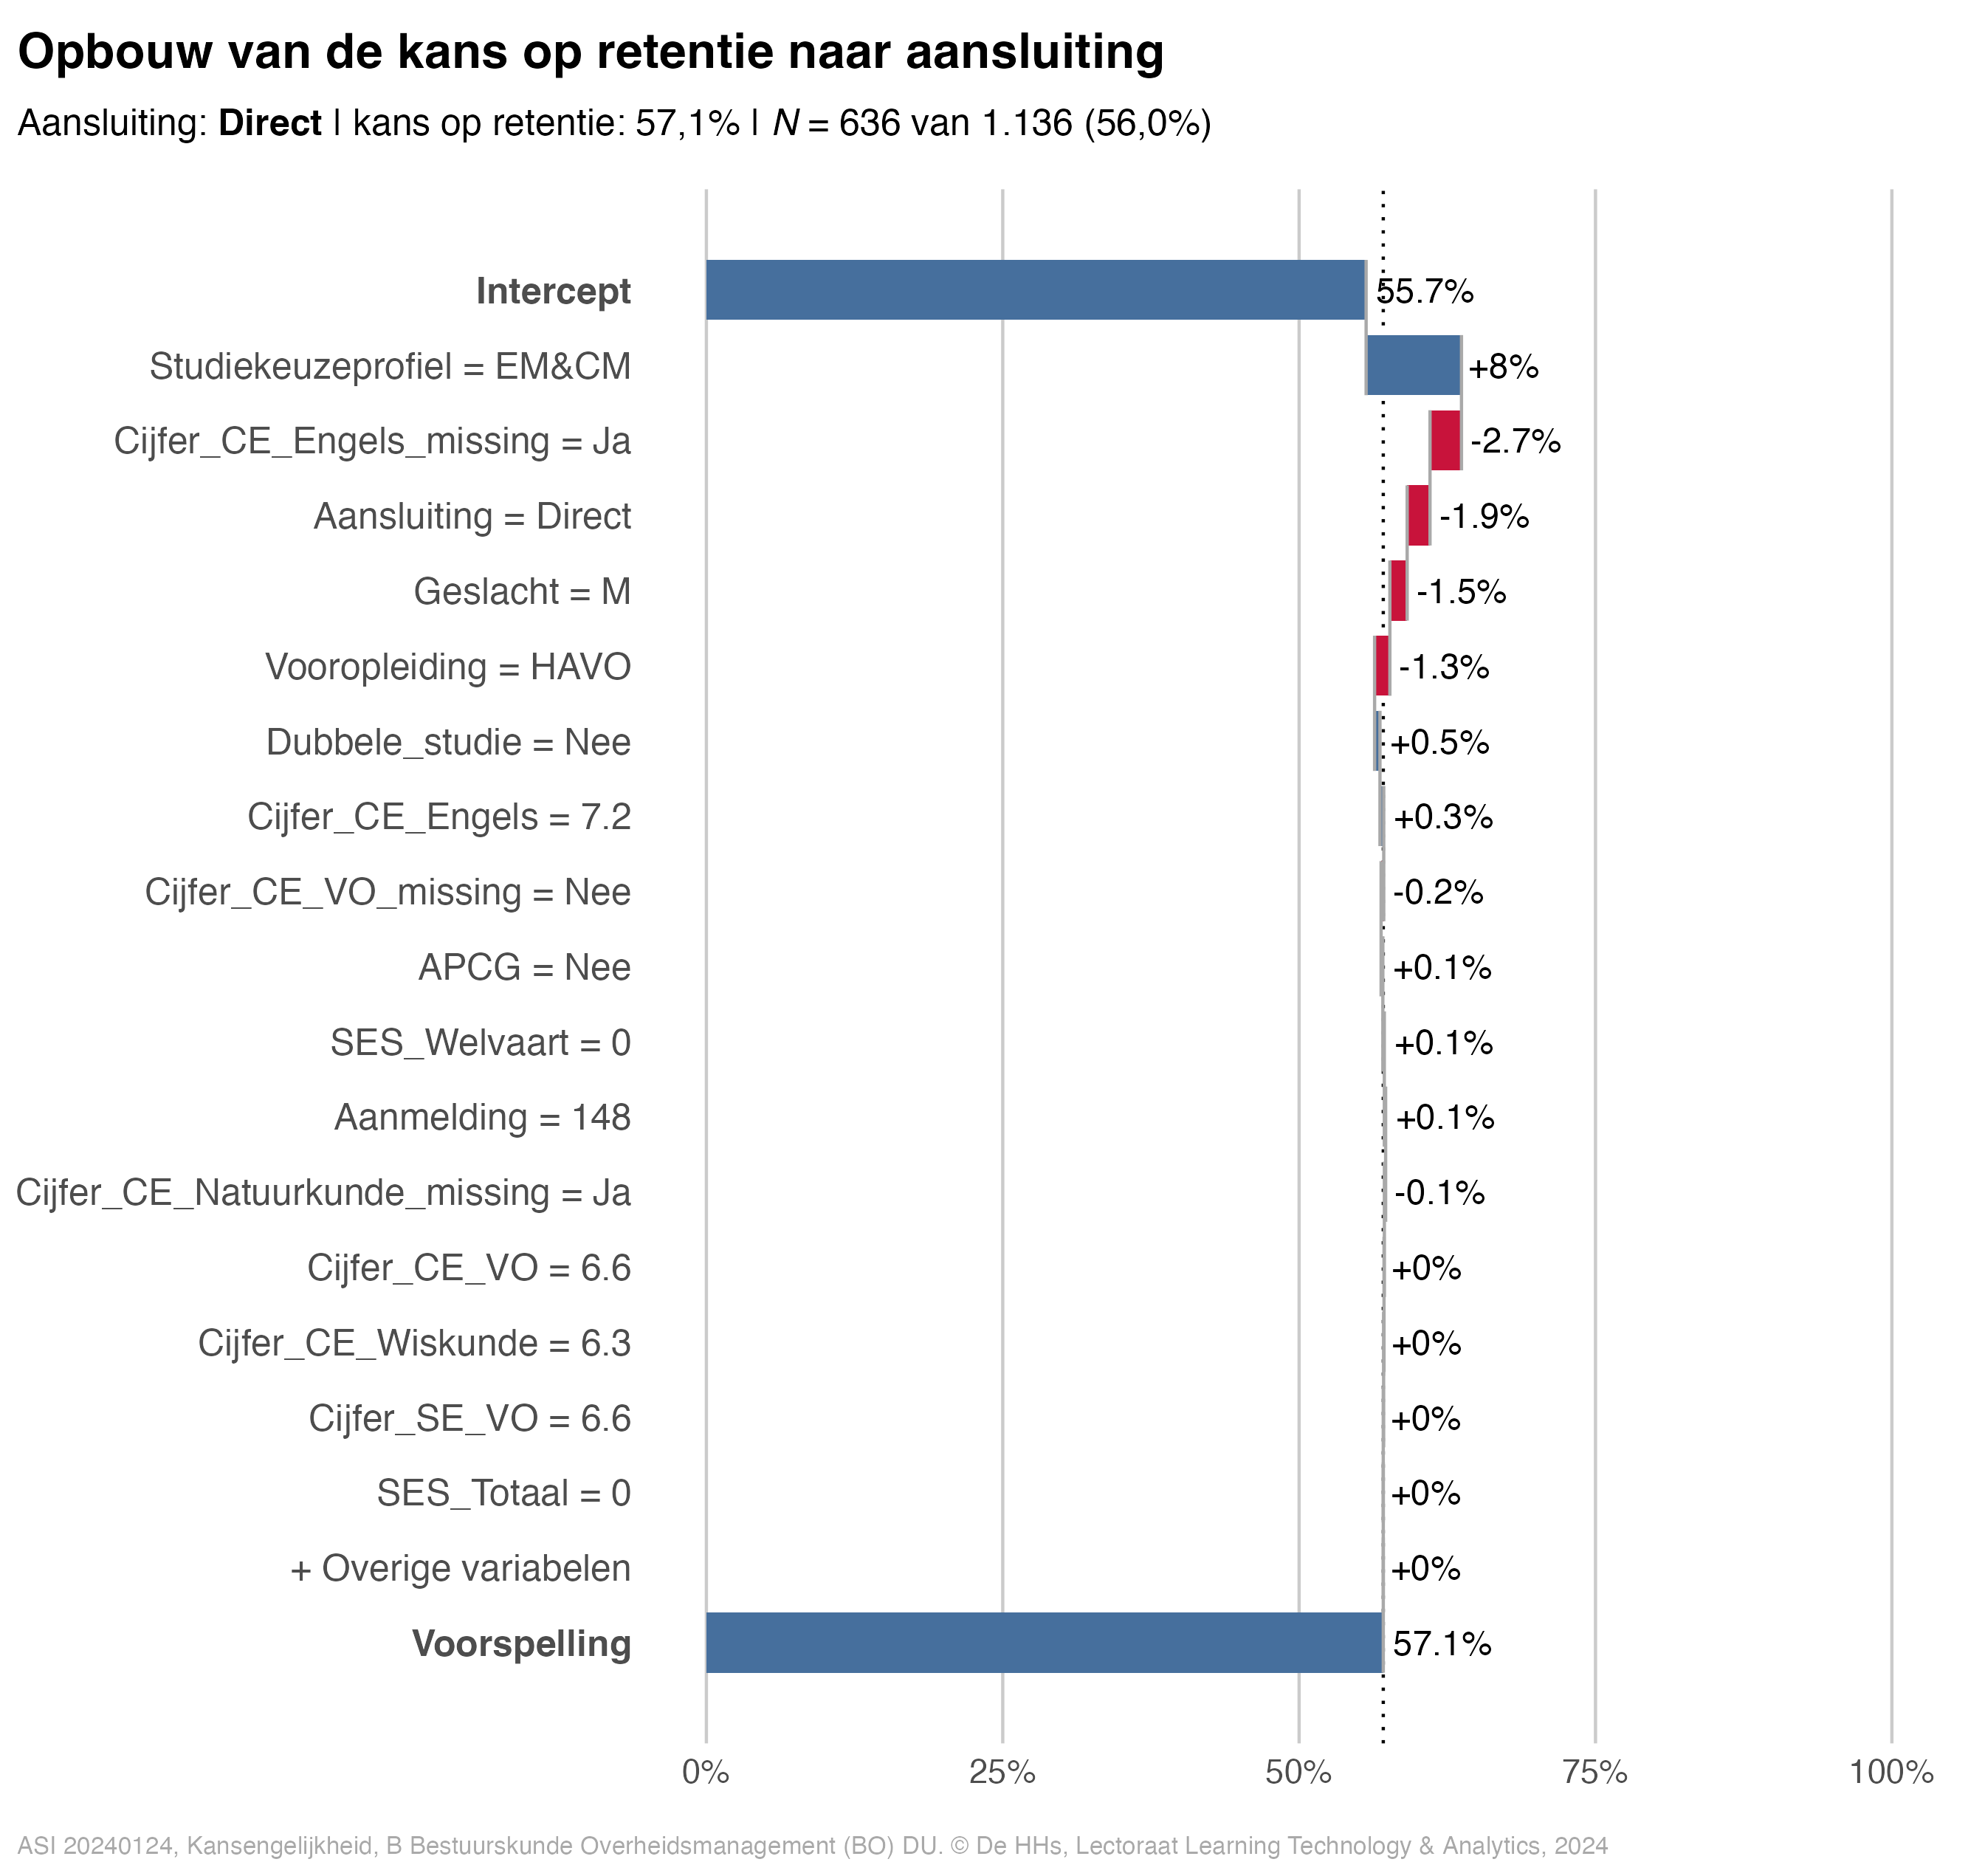 Opbouw van de kans op retentie naar aansluiting
Aansluiting: Direct | kans op retentie: 57,1% | N = 636 van 1.136 (56,0%)
Intercept 55.7%
Studiekeuzeprofiel = EM&CM +8%
Cijfer_CE_Engels_missing = Ja -2.7%
Aansluiting = Direct -1.9%
Geslacht = M -1.5%
Vooropleiding = HAVO -1.3%
Dubbele_studie = Nee +0.5%
Cijfer_CE_Engels = 7.2 +0.3%
Cijfer_CE_VO_missing = Nee -0.2%
APCG = Nee +0.1%
SES_Welvaart = 0 +0.1%
Aanmelding = 148 +0.1%
Cijfer_CE_Natuurkunde_missing = Ja -0.1%
Cijfer_CE_VO = 6.6 +0%
Cijfer_CE_Wiskunde = 6.3 +0%
Cijfer_SE_VO = 6.6 +0%
SES_Totaal = 0 +0%
+ Overige variabelen +0%
Voorspelling 57.1%
0% 25% 50% 75% 100%
ASI 20240124, Kansengelijkheid, B Bestuurskunde Overheidsmanagement (BO) DU. © De HHs, Lectoraat Learning Technology & Analytics, 2024